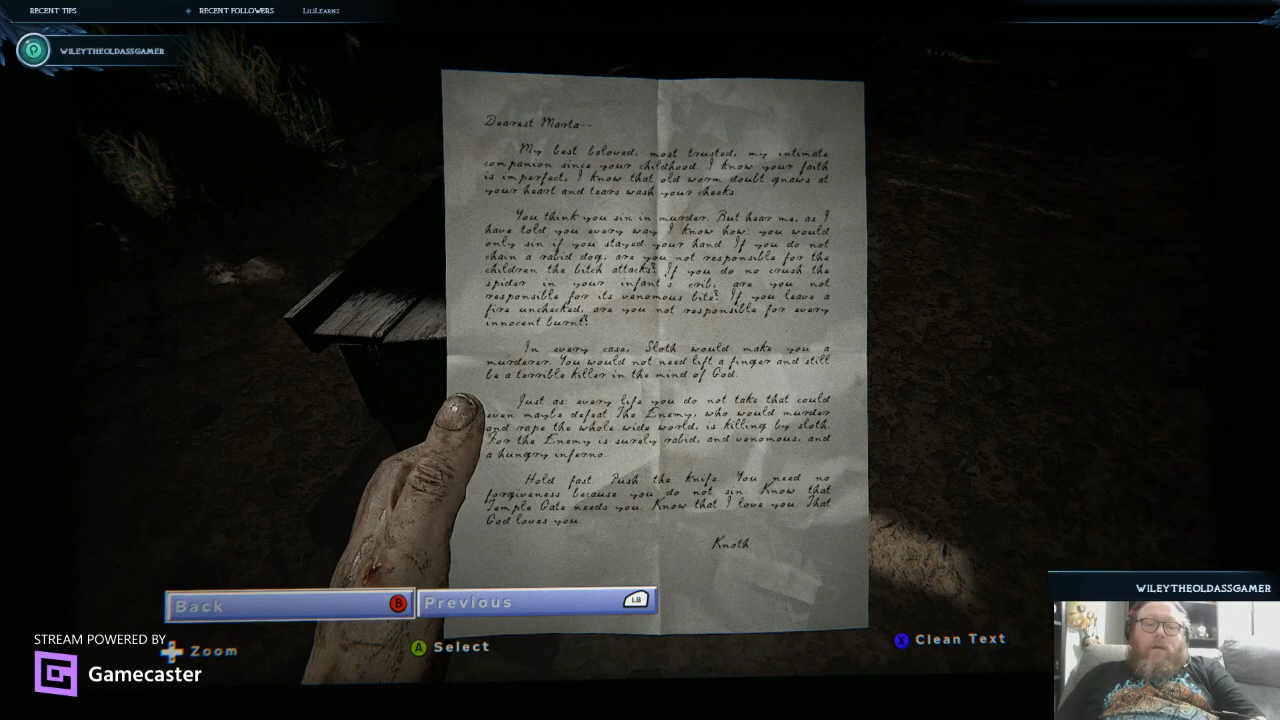 RECENT TIPS
RECENT FOLLOWERS
LiliLearns
WILEYTHEOLDASSGAMER
Dearest Marta--
My best beloved, most trusted, my intimate
companion since your childhood. I know your faith
is imperfect, I know that old worm doubt gnaws at
your heart and tears wash your cheeks.
You think you sin in murder. But hear me, as I
have told you every way I know how: you would
only sin if you stayed your hand. If you do not
chain a rabid dog, are you not responsible for the
children the bitch attacks? If you do no crush the
spider in your infant's crib, are you not
responsible for its venomous bite? If you leave a
fire unchecked, are you not responsible for every
innocent burnt?
In every case, Sloth would make you a
murderer. You would not need lift a finger and still
be a terrible killer in the mind of God.
Just as: every life you do not take that could
even maybe defeat The Enemy, who would murder
and rape the whole wide world, is killing by sloth.
For the Enemy is surely rabid, and venomous, and
a hungry inferno.
Hold fast. Push the knife. You need no
forgiveness because you do not sin. Know that
Temple Gate needs you. Know that I love you. That
God loves you.
Knoth
Back B
Previous LB
Zoom
A Select
X Clean Text
STREAM POWERED BY
Gamecaster
WILEYTHEOLDASSGAMER